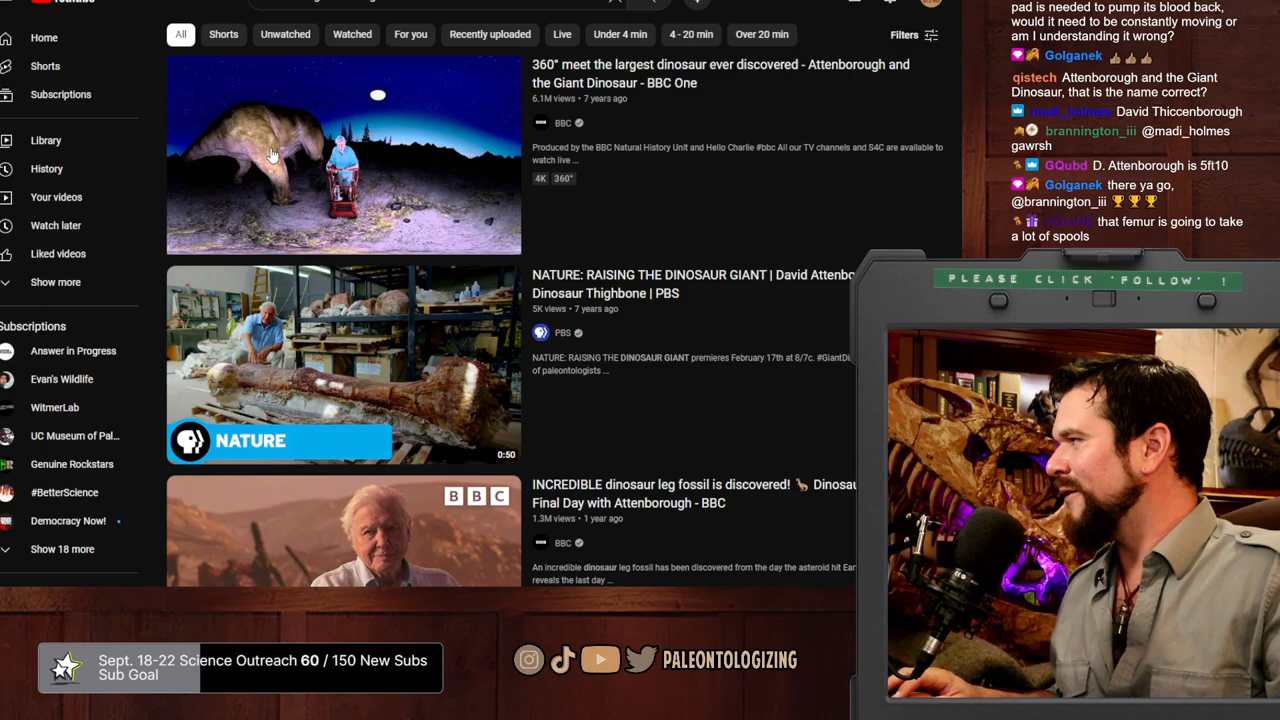 All
Shorts
Unwatched
Watched
For you
Recently uploaded
Live
Under 4 min
4 - 20 min
Over 20 min
Filters
Home
Shorts
Subscriptions
Library
History
Your videos
Watch later
Liked videos
Show more
Subscriptions
Answer in Progress
Evan's Wildlife
WitmerLab
UC Museum of Pal...
Genuine Rockstars
#BetterScience
Democracy Now!
Show 18 more
360° meet the largest dinosaur ever discovered - Attenborough and
the Giant Dinosaur - BBC One
6.1M views • 7 years ago
BBC
Produced by the BBC Natural History Unit and Hello Charlie #bbc All our TV channels and S4C are available to
watch live ...
4K 360°
NATURE: RAISING THE DINOSAUR GIANT | David Attenbo
Dinosaur Thighbone | PBS
5K views • 7 years ago
PBS
NATURE: RAISING THE DINOSAUR GIANT premieres February 17th at 8/7c. #GiantDi
of paleontologists ...
NATURE
0:50
INCREDIBLE dinosaur leg fossil is discovered! 🦕 Dinosau
Final Day with Attenborough - BBC
1.3M views • 1 year ago
BBC
An incredible dinosaur leg fossil has been discovered from the day the asteroid hit Ear
reveals the last day ...
BBC
pad is needed to pump its blood back,
would it need to be constantly moving or
am I understanding it wrong?
Golganek 👍🏽👍🏽👍🏽
qistech Attenborough and the Giant
Dinosaur, that is the name correct?
madi_holmes David Thiccenborough
brannington_iii @madi_holmes
gawrsh
GQubd D. Attenborough is 5ft10
Golganek there ya go,
@brannington_iii 🏆🏆🏆
that femur is going to take
a lot of spools
PLEASE CLICK 'FOLLOW' !
Sept. 18-22 Science Outreach 60 / 150 New Subs
Sub Goal
PALEONTOLOGIZING